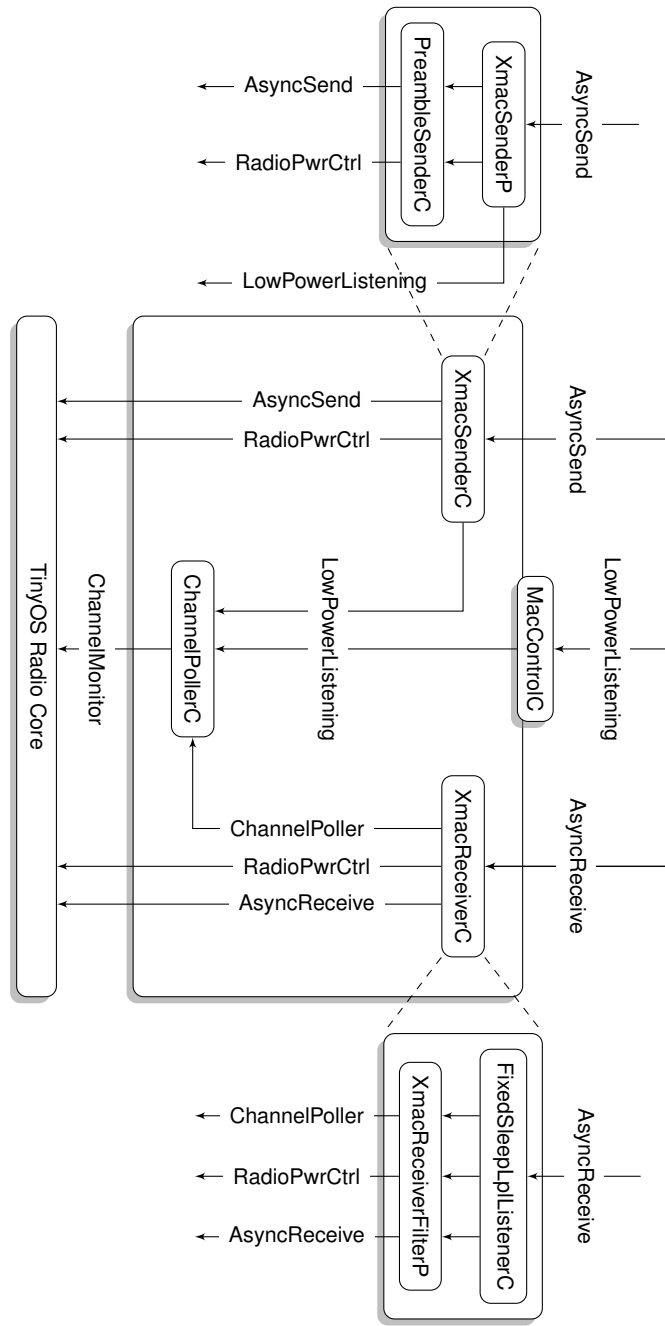 AsyncSend
XmacSenderP
PreambleSenderC
AsyncSend
RadioPwrCtrl
LowPowerListening
AsyncSend
LowPowerListening
AsyncReceive
MacControlC
XmacSenderC
XmacReceiverC
AsyncSend
RadioPwrCtrl
LowPowerListening
ChannelPoller
RadioPwrCtrl
AsyncReceive
ChannelPollerC
ChannelMonitor
TinyOS Radio Core
AsyncReceive
FixedSleepLplListenerC
XmacReceiverFilterP
ChannelPoller
RadioPwrCtrl
AsyncReceive